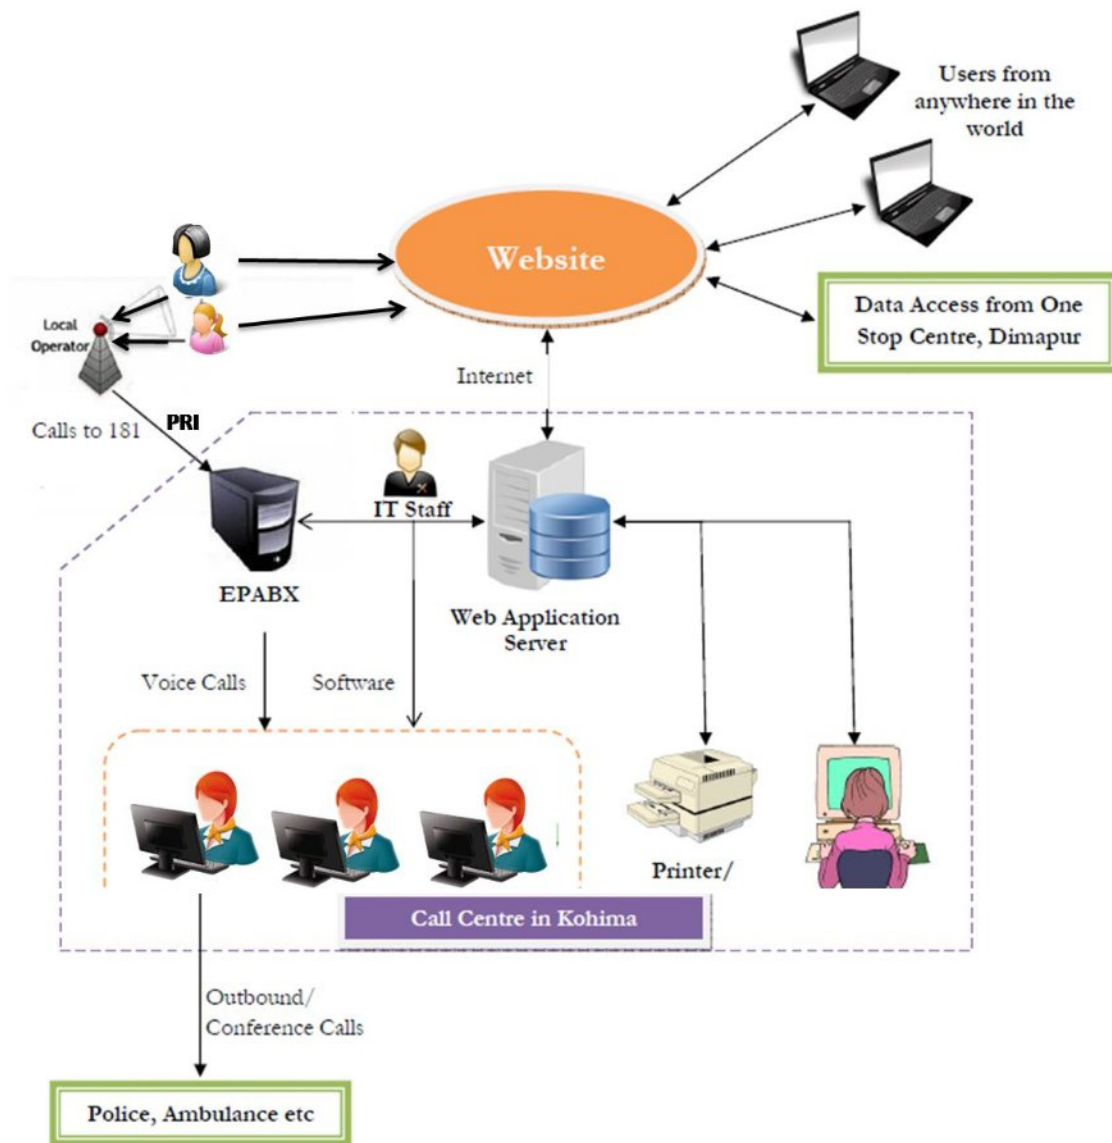 Users from
anywhere in the
world
Website
Data Access from One
Stop Centre, Dimapur
Local
Operator
Internet
Calls to 181
PRI
IT Staff
EPABX
Web Application
Server
Voice Calls
Software
Printer/
Call Centre in Kohima
Outbound/
Conference Calls
Police, Ambulance etc